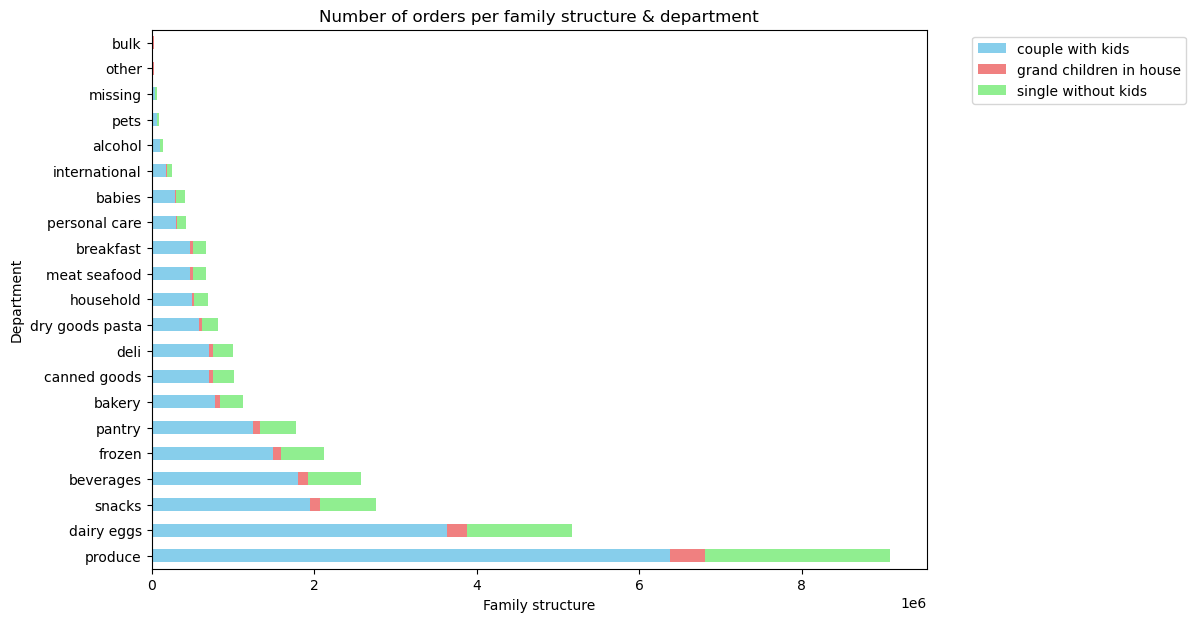 Number of orders per family structure & department
couple with kids
grand children in house
single without kids
Department
bulk
other
missing
pets
alcohol
international
babies
personal care
breakfast
meat seafood
household
dry goods pasta
deli
canned goods
bakery
pantry
frozen
beverages
snacks
dairy eggs
produce
0 2 4 6 8
1e6
Family structure